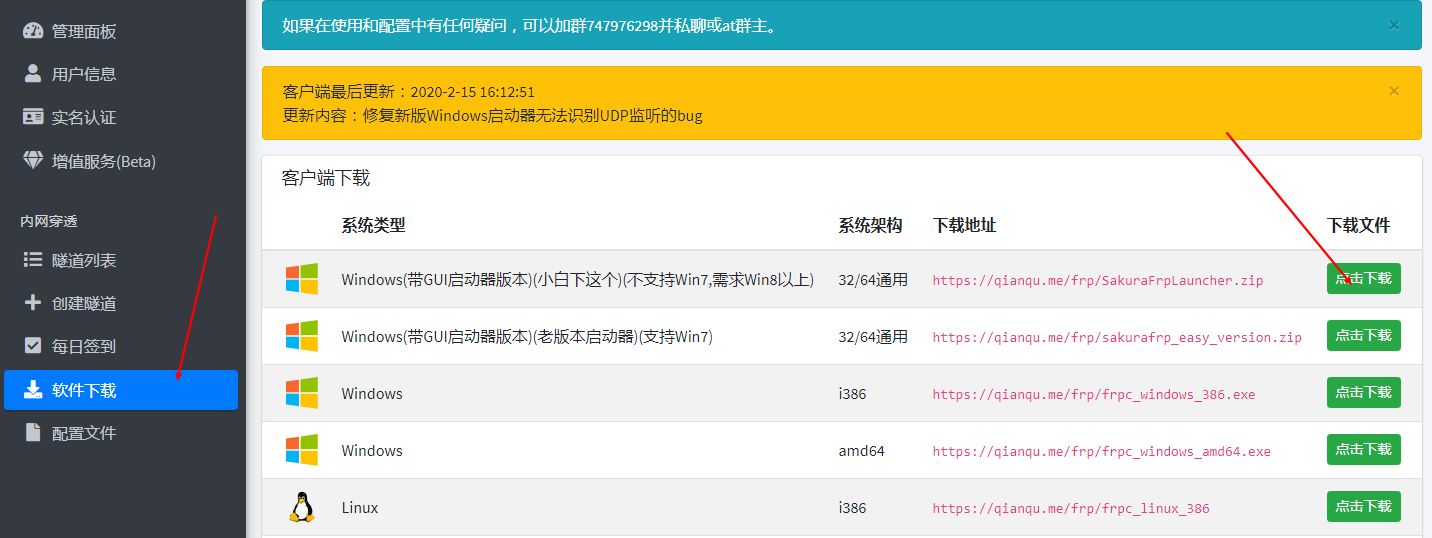 管理面板
用户信息
实名认证
增值服务(Beta)
内网穿透
隧道列表
创建隧道
每日签到
软件下载
配置文件
如果在使用和配置中有任何疑问，可以加群747976298并私聊或at群主。 ×
客户端最后更新：2020-2-15 16:12:51 ×
更新内容：修复新版Windows启动器无法识别UDP监听的bug
客户端下载
系统类型 系统架构 下载地址 下载文件
Windows(带GUI启动器版本)(小白下这个)(不支持Win7,需求Win8以上) 32/64通用 https://qianqu.me/frp/SakuraFrpLauncher.zip 点击下载
Windows(带GUI启动器版本)(老版本启动器)(支持Win7) 32/64通用 https://qianqu.me/frp/sakurafrp_easy_version.zip 点击下载
Windows i386 https://qianqu.me/frp/frpc_windows_386.exe 点击下载
Windows amd64 https://qianqu.me/frp/frpc_windows_amd64.exe 点击下载
Linux i386 https://qianqu.me/frp/frpc_linux_386 点击下载